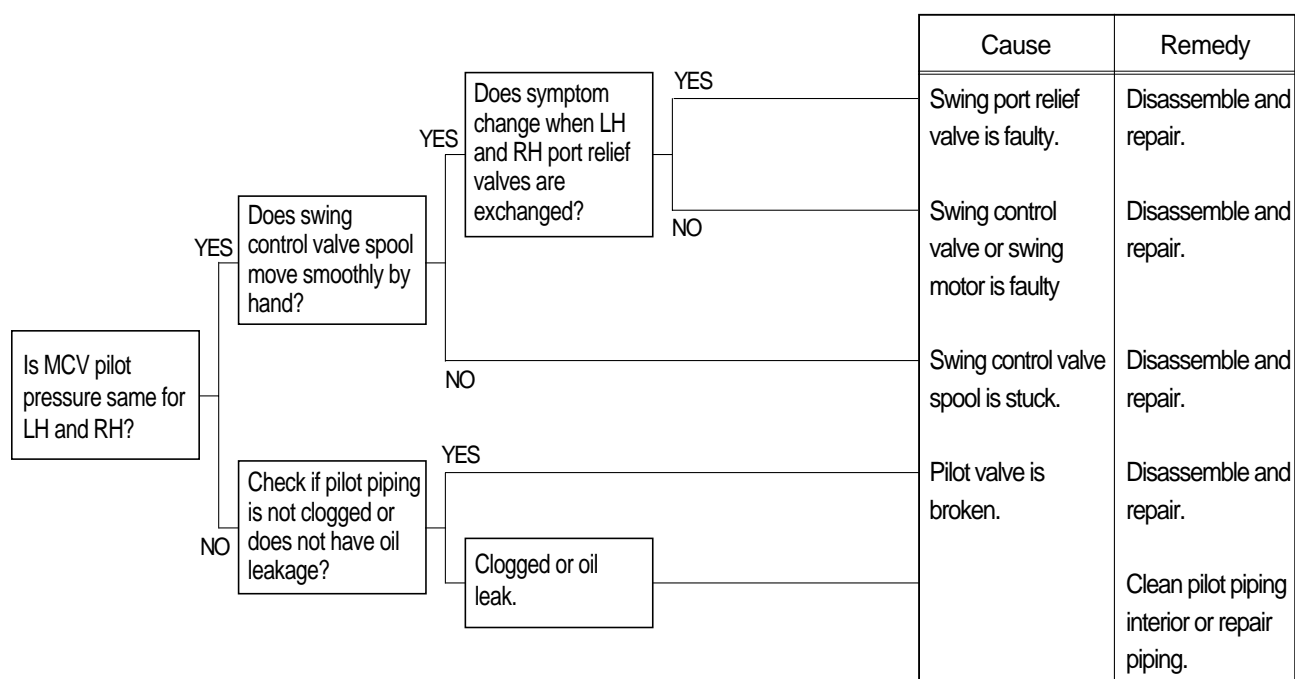 Cause
Remedy
YES
Does symptom
change when LH
and RH port relief
valves are
exchanged?
YES
NO
Swing port relief
valve is faulty.
Disassemble and
repair.
Swing control
valve or swing
motor is faulty
Disassemble and
repair.
YES
Does swing
control valve spool
move smoothly by
hand?
NO
Swing control valve
spool is stuck.
Disassemble and
repair.
Is MCV pilot
pressure same for
LH and RH?
NO
Check if pilot piping
is not clogged or
does not have oil
leakage?
YES
Pilot valve is
broken.
Disassemble and
repair.
Clogged or oil
leak.
Clean pilot piping
interior or repair
piping.